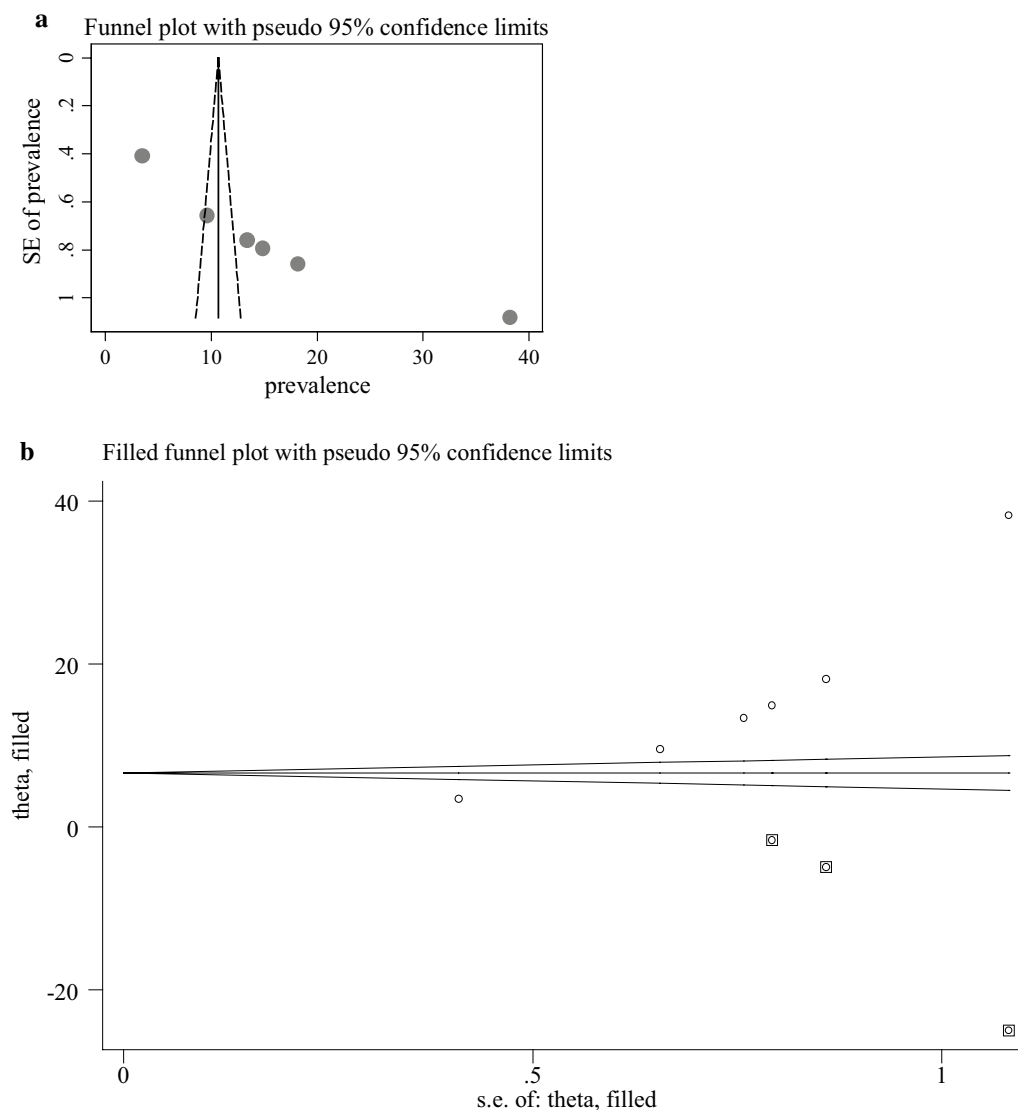 a
Funnel plot with pseudo 95% confidence limits
0
.2
.4
.6
.8
1
SE of prevalence
0 10 20 30 40
prevalence
b
Filled funnel plot with pseudo 95% confidence limits
40
20
0
-20
theta, filled
0 .5 1
s.e. of: theta, filled